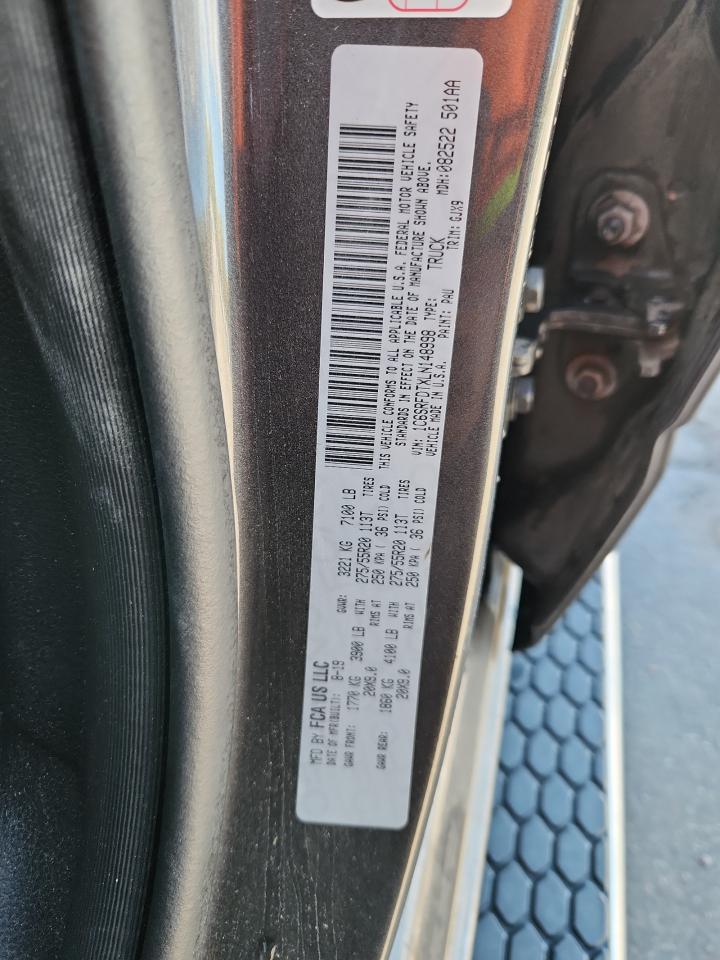 MFD BY FCA US LLC
DATE OF MFR(BUILT): 8-19 GVWR: 3221 KG 7100 LB
GAWR FRONT: 1770 KG 3900 LB WITH 275/55R20 113T TIRES
20X9.0 RIMS AT 250 KPA ( 36 PSI) COLD
GAWR REAR: 1860 KG 4100 LB WITH 275/55R20 113T TIRES
20X9.0 RIMS AT 250 KPA ( 36 PSI) COLD
THIS VEHICLE CONFORMS TO ALL APPLICABLE U.S.A. FEDERAL MOTOR VEHICLE SAFETY
STANDARDS IN EFFECT ON THE DATE OF MANUFACTURE SHOWN ABOVE.
VIN: 1C6SRFDTXLN148998 TYPE: TRUCK MDH:082522 501AA
VEHICLE MADE IN U.S.A. PAINT: PAU TRIM: GJX9